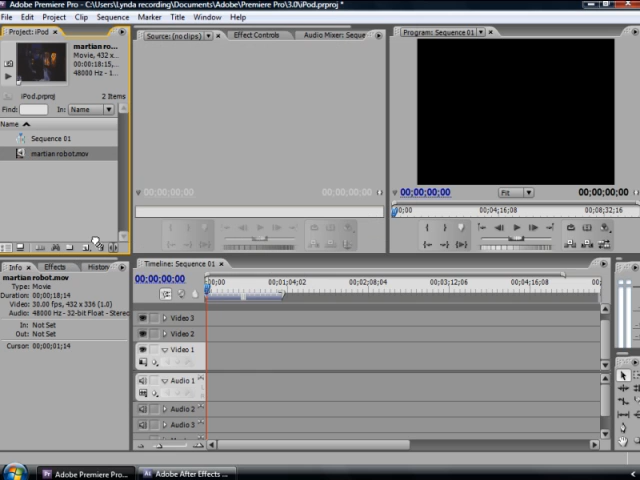 Adobe Premiere Pro - C:\Users\Lynda recording\Documents\Adobe\Premiere Pro\3.0\iPod.prproj *
File Edit Project Clip Sequence Marker Title Window Help
Project: iPod
martian ro...
Movie, 432 x
00:00:18:15,
48000 Hz - 1...
iPod.prproj 2 Items
Find: In: Name
Name
Sequence 01
martian robot.mov
Source: (no clips) Effect Controls Audio Mixer: Seque
00;00;00;00 00;00;00;00
Program: Sequence 01
00;00;00;00 Fit 00;00;00;00
00;00 00;04;16;08 00;08;32;16
Info Effects History
martian robot.mov
Type: Movie
Duration: 00;00;18;14
Video: 30.00 fps, 432 x 336 (1.0)
Audio: 48000 Hz - 32-bit Float - Stereo
In: Not Set
Out: Not Set
Cursor: 00;00;01;14
Timeline: Sequence 01
00;00;00;00
00;00 00;01;04;02 00;02;08;04 00;03;12;06 00;04;16;08 00;
Video 3
Video 2
Video 1
Audio 1
Audio 2
Audio 3
Adobe Premiere Pro... Adobe After Effects ...